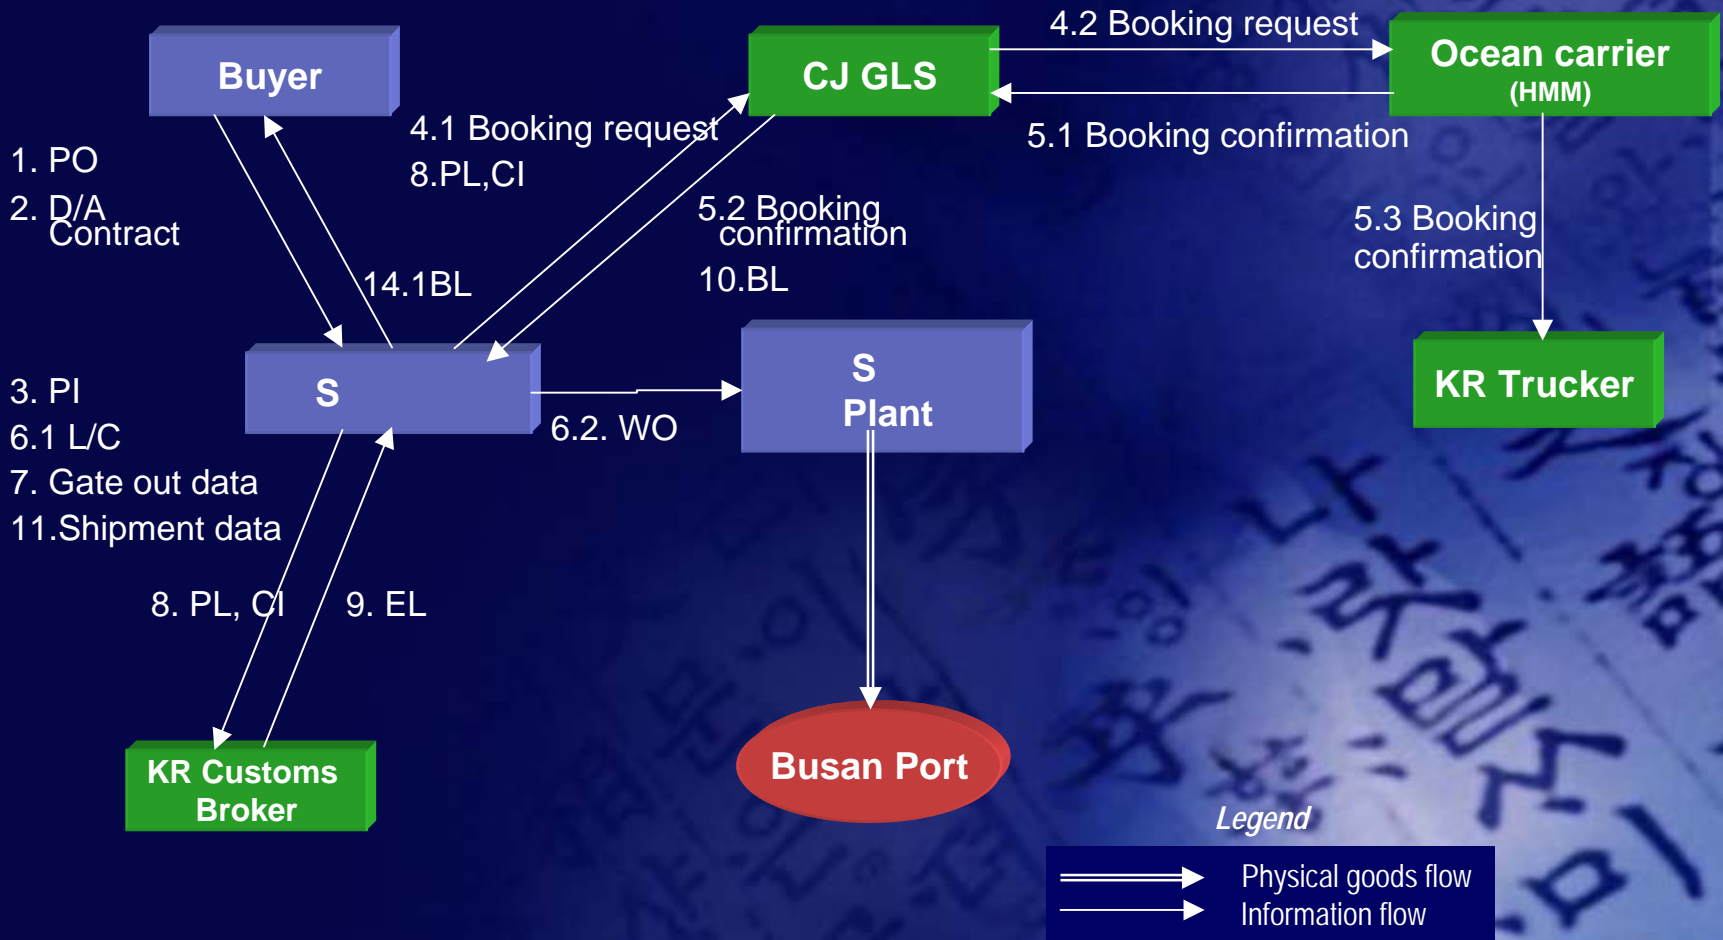 4.2 Booking request
Buyer
CJ GLS
Ocean carrier
(HMM)
4.1 Booking request
5.1 Booking confirmation
1. PO
8.PL,CI
2. D/A
Contract
5.2 Booking
confirmation
5.3 Booking
confirmation
14.1BL
10.BL
S
S
Plant
KR Trucker
3. PI
6.1 L/C
6.2. WO
7. Gate out data
11.Shipment data
8. PL, CI
9. EL
KR Customs
Broker
Busan Port
Legend
Physical goods flow
Information flow